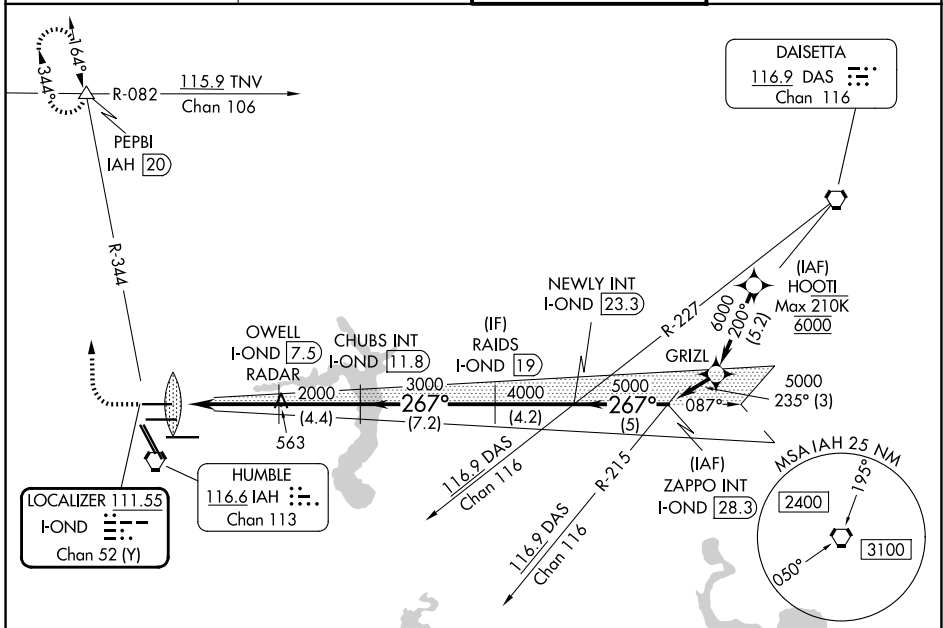 164°
344°
R-082
115.9 TNV
Chan 106
PEPBI
IAH 20
R-344
DAISETTA
116.9 DAS
Chan 116
(IAF)
HOOTI
Max 210K
6000
6000
200°
(5.2)
R-227
NEWLY INT
I-OND 23.3
GRIZL
(IF)
RAIDS
I-OND 19
CHUBS INT
I-OND 11.8
OWELL
I-OND 7.5
RADAR
2000
3000
4000
5000
5000
235° (3)
267°
267°
087°
(4.4)
(7.2)
(4.2)
(5)
563
116.9 DAS
Chan 116
R-215
116.9 DAS
Chan 116
(IAF)
ZAPPO INT
I-OND 28.3
HUMBLE
116.6 IAH
Chan 113
LOCALIZER 111.55
I-OND
Chan 52 (Y)
MSA IAH 25 NM
195°
2400
3100
050°